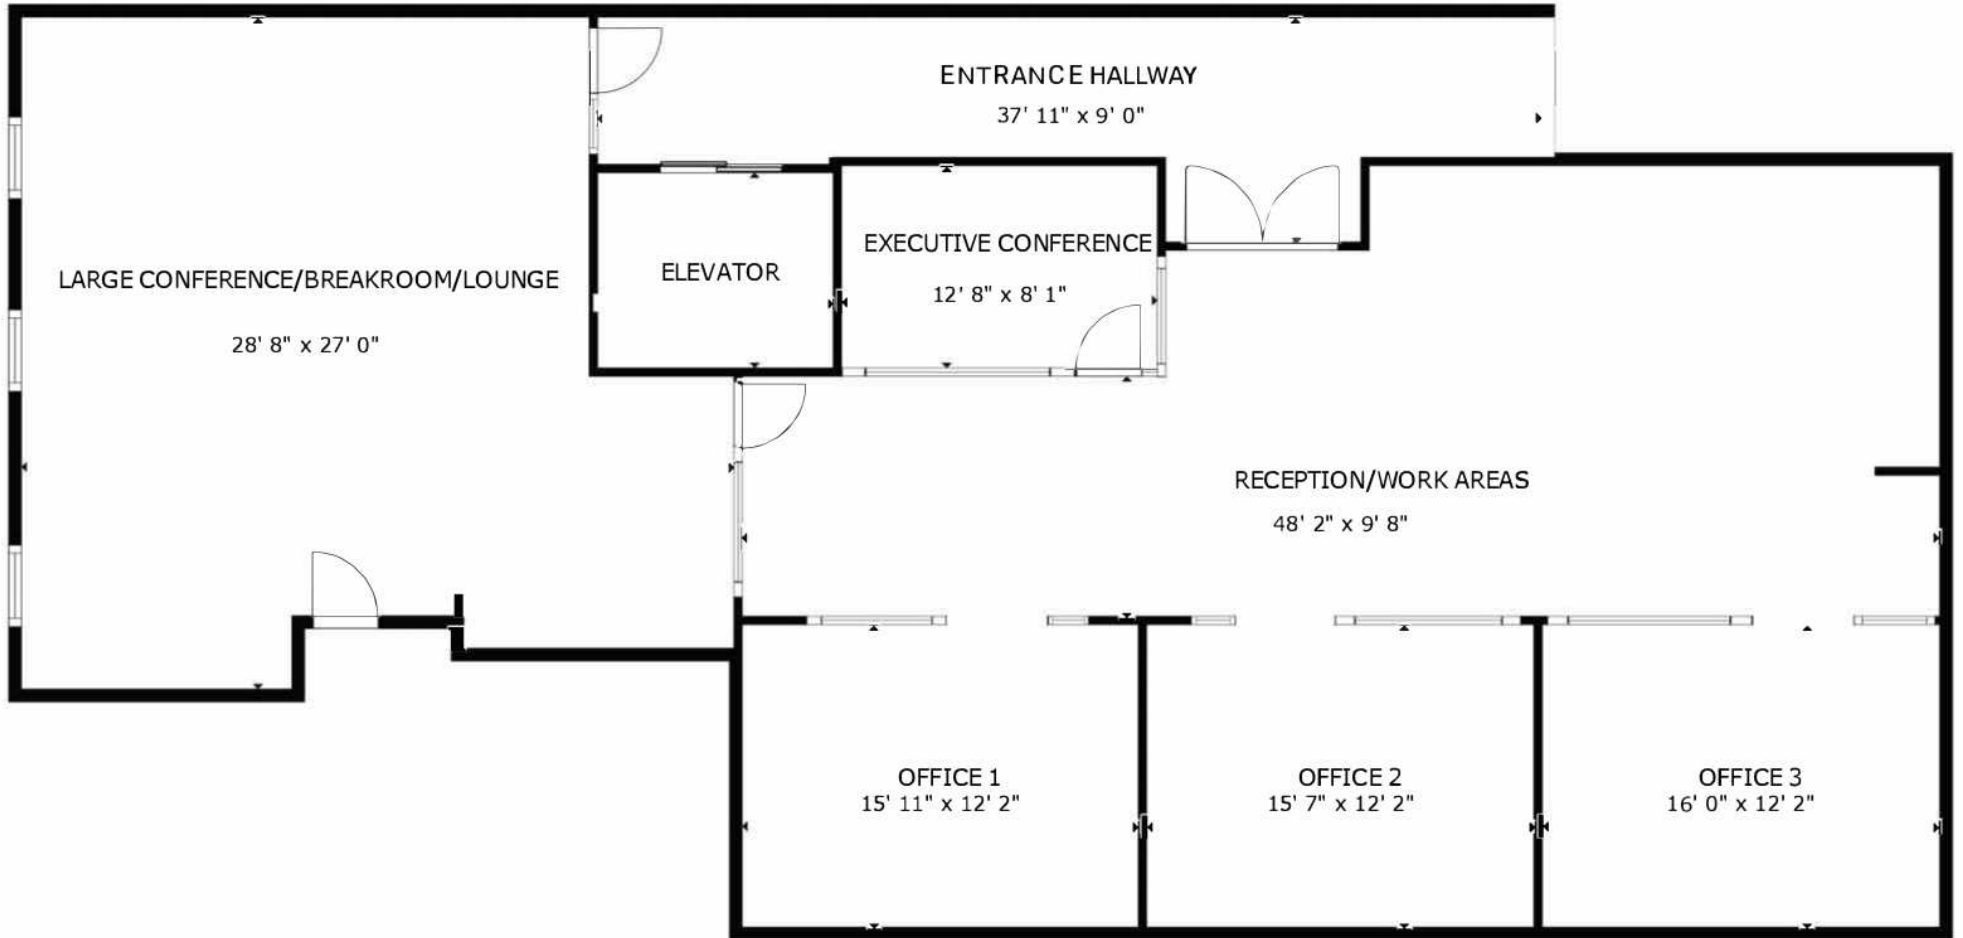 ENTRANCE HALLWAY
37' 11" x 9' 0"
LARGE CONFERENCE/BREAKROOM/LOUNGE
28' 8" x 27' 0"
ELEVATOR
EXECUTIVE CONFERENCE
12' 8" x 8' 1"
RECEPTION/WORK AREAS
48' 2" x 9' 8"
OFFICE 1
15' 11" x 12' 2"
OFFICE 2
15' 7" x 12' 2"
OFFICE 3
16' 0" x 12' 2"